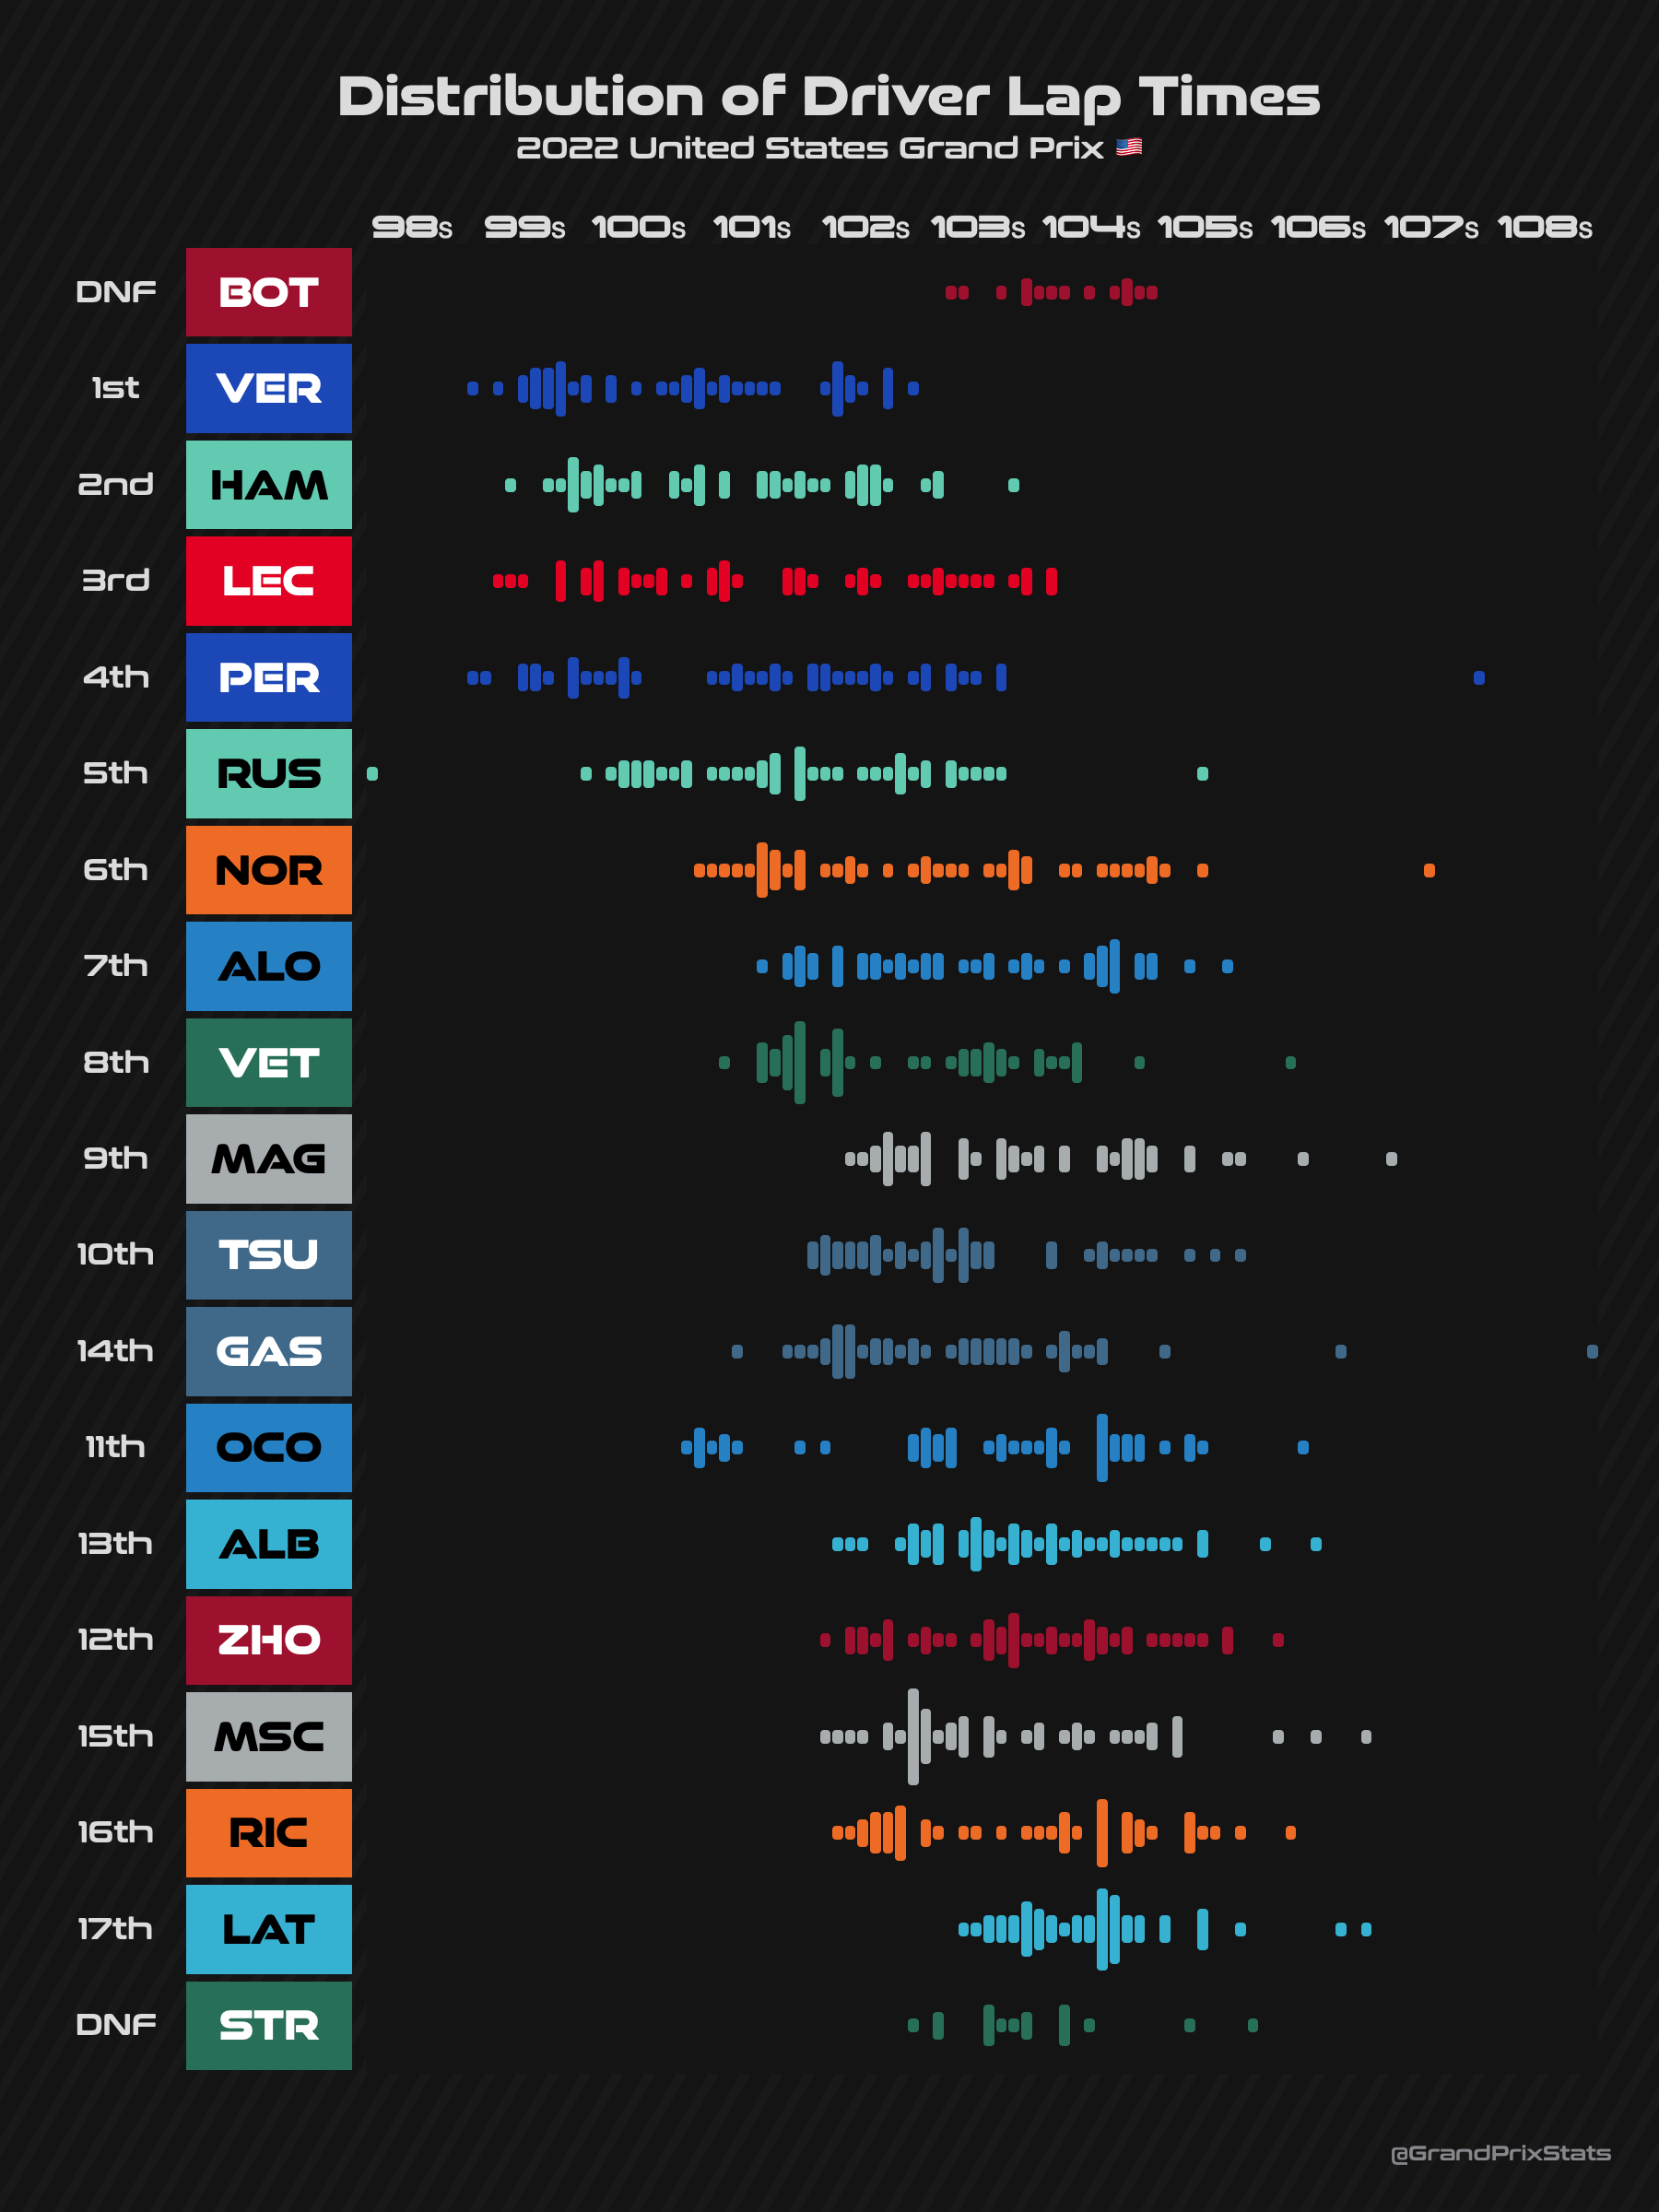 Distribution of Driver Lap Times
2022 United States Grand Prix 🇺🇸
98s 99s 100s 101s 102s 103s 104s 105s 106s 107s 108s
DNF BOT
1st VER
2nd HAM
3rd LEC
4th PER
5th RUS
6th NOR
7th ALO
8th VET
9th MAG
10th TSU
14th GAS
11th OCO
13th ALB
12th ZHO
15th MSC
16th RIC
17th LAT
DNF STR
@GrandPrixStats